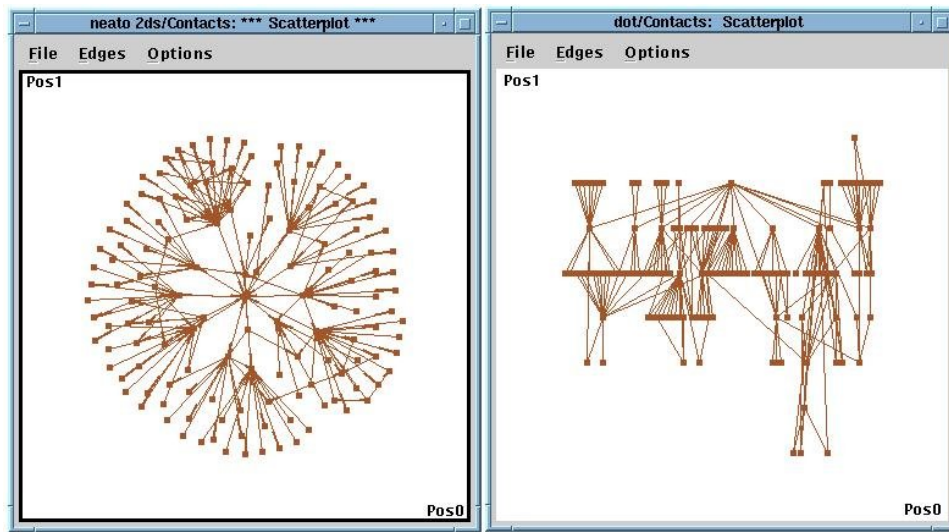 neato 2ds/Contacts: *** Scatterplot ***
File Edges Options
Pos1
Pos0
dot/Contacts: Scatterplot
File Edges Options
Pos1
Pos0